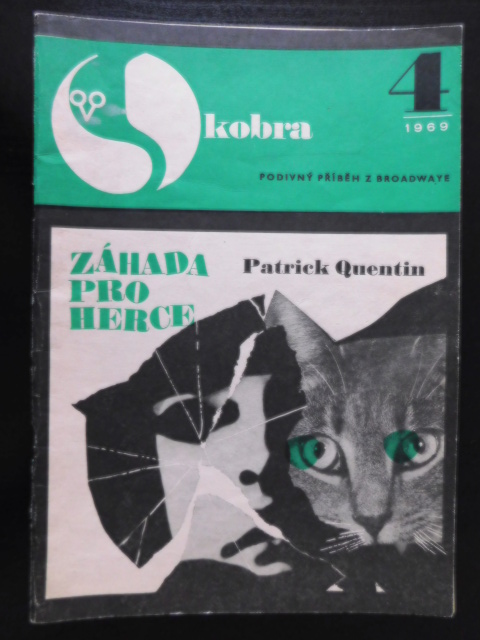 kobra
4
1969
PODIVNÝ PŘÍBĚH Z BROADWAYE
ZÁHADA
PRO
HERCE
Patrick Quentin